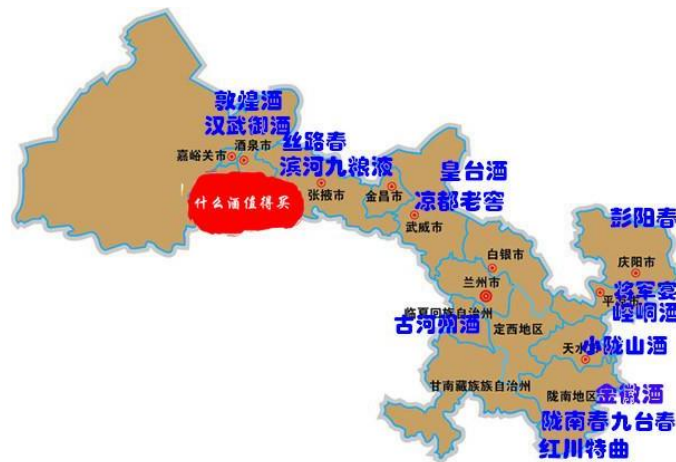 敦煌酒
汉武御酒
酒泉市
嘉峪关市
丝路春
滨河九粮液
张掖市
金昌市
皇台酒
凉都老窖
武威市
什么酒值得买
彭阳春
庆阳市
白银市
兰州市
将军宴
崆峒酒
临夏回族自治州
古河州酒
定西地区
小陇山酒
天水
甘南藏族族自治州
陇南地区
金徽酒
陇南春九台春
红川特曲